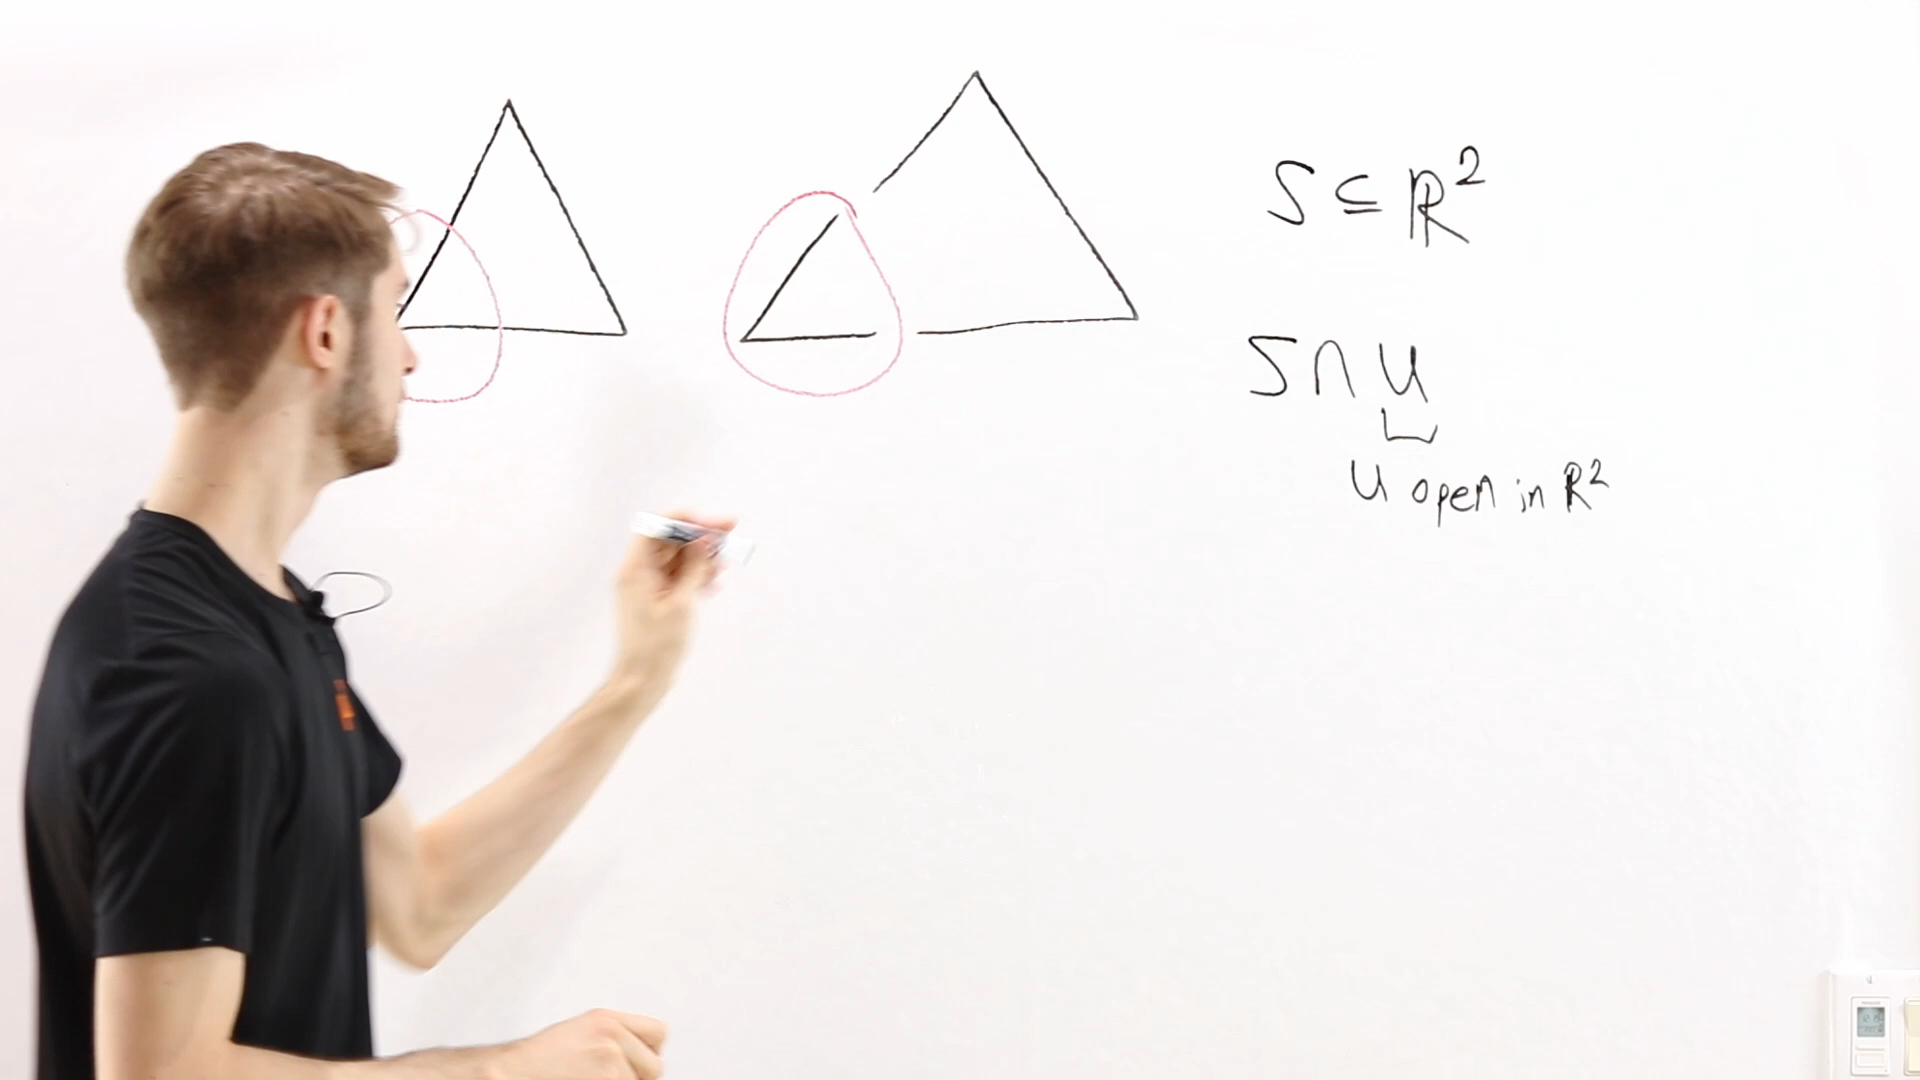 S ⊆ ℝ²
S ∩ U
U open in ℝ²